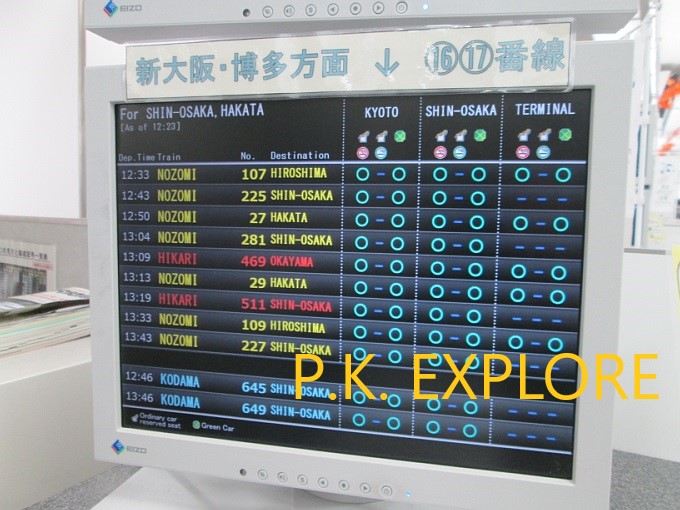 EIZO
新大阪・博多方面 ↓ ⑯⑰番線
For SHIN-OSAKA,HAKATA
[As of 12:23]
KYOTO SHIN-OSAKA TERMINAL
Dep.Time Train No. Destination
12:33 NOZOMI 107 HIROSHIMA ○ - ○ ○ - ○ ○ - ○
12:43 NOZOMI 225 SHIN-OSAKA ○ - ○ ○ - ○ - - -
12:50 NOZOMI 27 HAKATA ○ - ○ ○ - ○ ○ - ○
13:04 NOZOMI 281 SHIN-OSAKA ○ - ○ ○ - ○ - - -
13:09 HIKARI 469 OKAYAMA ○ - ○ ○ - ○ ○ - ○
13:13 NOZOMI 29 HAKATA ○ - ○ ○ - ○ ○ - ○
13:19 HIKARI 511 SHIN-OSAKA ○ - ○ ○ - ○ - - -
13:33 NOZOMI 109 HIROSHIMA ○ - ○ ○ - ○ ○ - ○
13:43 NOZOMI 227 SHIN-OSAKA ○ - ○ ○ - ○ - - -
P.K. EXPLORE
12:46 KODAMA 645 SHIN-OSAKA ○ - ○ ○ - ○ - - -
13:46 KODAMA 649 SHIN-OSAKA ○ - ○ ○ - ○ - - -
Ordinary car reserved seat
Green Car
EIZO